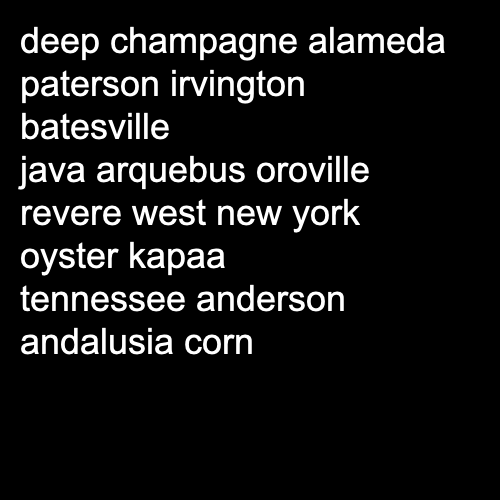 deep champagne alameda
paterson irvington
batesville
java arquebus oroville
revere west new york
oyster kapaa
tennessee anderson
andalusia corn